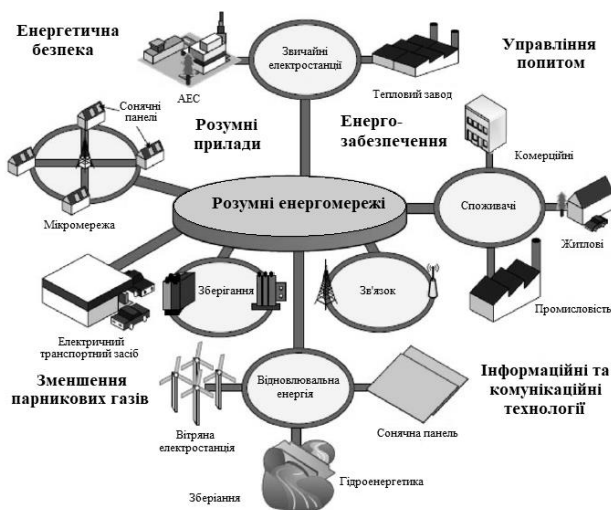 Енергетична
безпека
Звичайні
електростанції
Управління
попитом
АЕС
Тепловий завод
Сонячні
панелі
Розумні
прилади
Енерго-
забезпечення
Комерційні
Мікромережа
Розумні енергомережі
Споживачі
Житлові
Зберігання
Зв'язок
Промисловість
Електричний
транспортний засіб
Зменшення
парникових газів
Відновлювальна
енергія
Інформаційні та
комунікаційні
технології
Вітряна
електростанція
Сонячна панель
Гідроенергетика
Зберіання